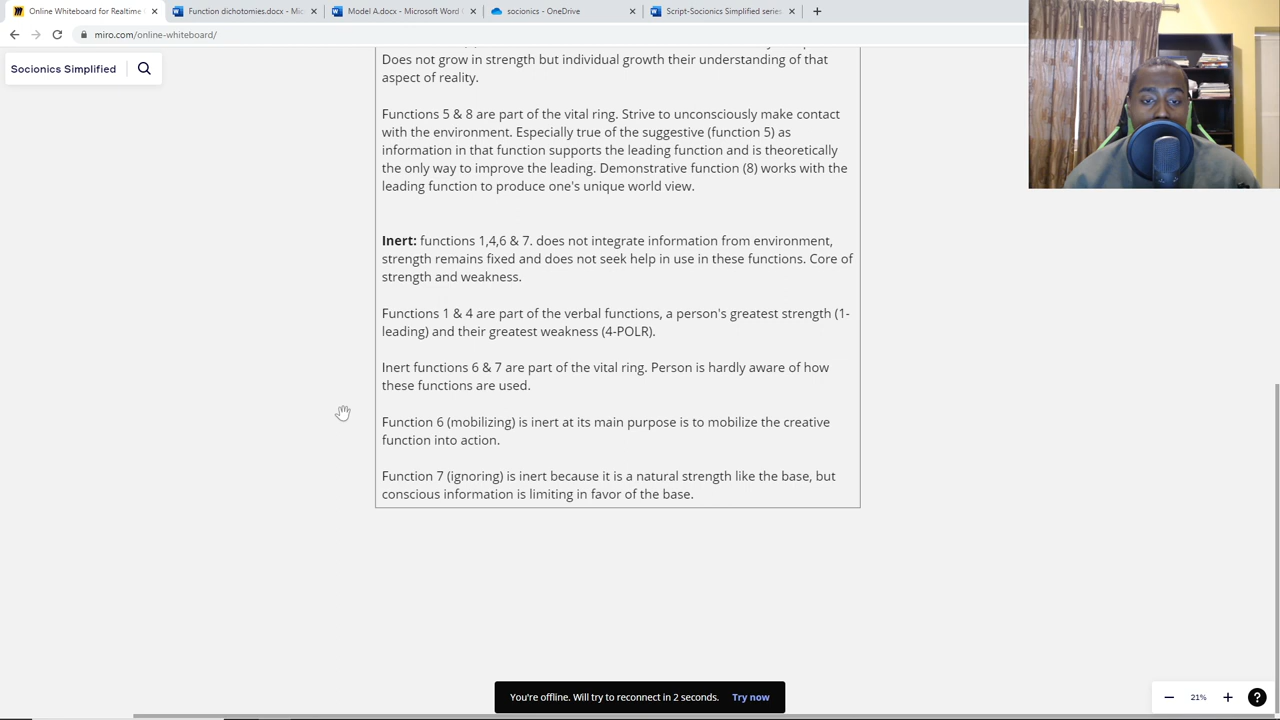 Online Whiteboard for Realtime
Function dichotomies.docx - Mic
Model A.docx - Microsoft Word
socionics - OneDrive
Script-Socionics Simplified series
miro.com/online-whiteboard/
Socionics Simplified
Does not grow in strength but individual growth their understanding of that
aspect of reality.
Functions 5 & 8 are part of the vital ring. Strive to unconsciously make contact
with the environment. Especially true of the suggestive (function 5) as
information in that function supports the leading function and is theoretically
the only way to improve the leading. Demonstrative function (8) works with the
leading function to produce one's unique world view.
Inert: functions 1,4,6 & 7. does not integrate information from environment,
strength remains fixed and does not seek help in use in these functions. Core of
strength and weakness.
Functions 1 & 4 are part of the verbal functions, a person's greatest strength (1-
leading) and their greatest weakness (4-POLR).
Inert functions 6 & 7 are part of the vital ring. Person is hardly aware of how
these functions are used.
Function 6 (mobilizing) is inert at its main purpose is to mobilize the creative
function into action.
Function 7 (ignoring) is inert because it is a natural strength like the base, but
conscious information is limiting in favor of the base.
You're offline. Will try to reconnect in 2 seconds. Try now
21%